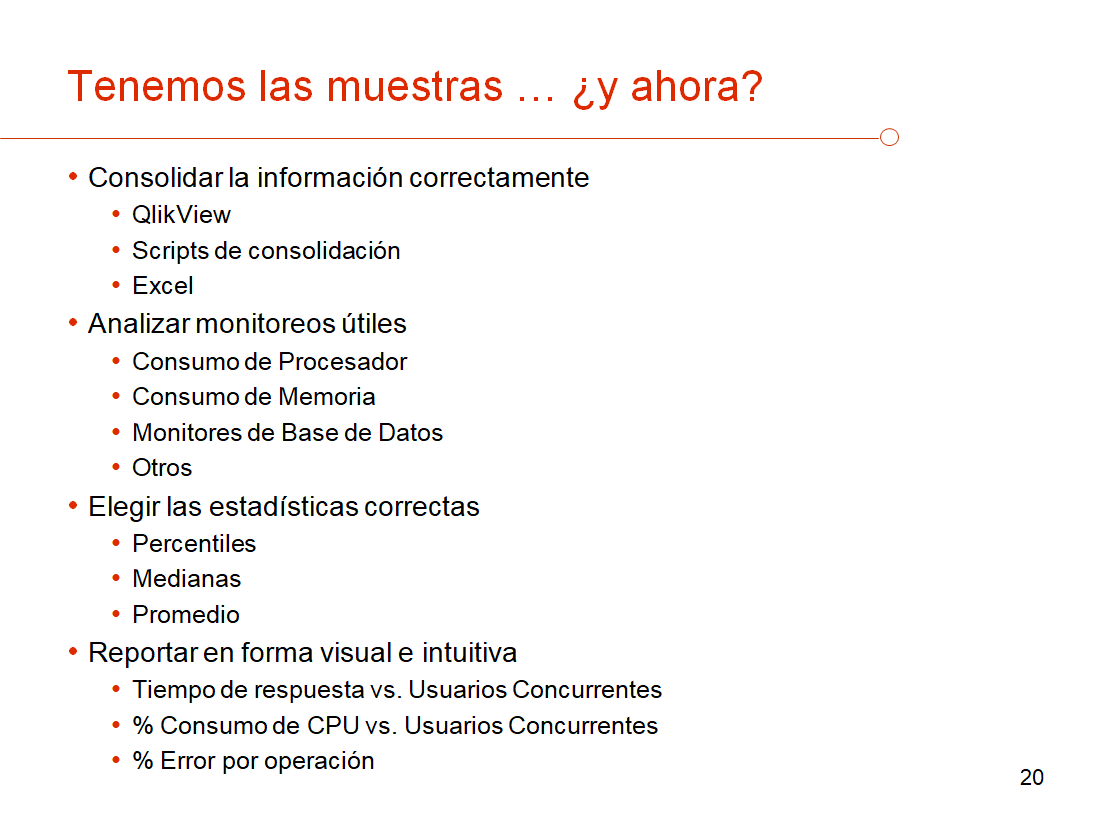 Tenemos las muestras … ¿y ahora?
• Consolidar la información correctamente
• QlikView
• Scripts de consolidación
• Excel
• Analizar monitoreos útiles
• Consumo de Procesador
• Consumo de Memoria
• Monitores de Base de Datos
• Otros
• Elegir las estadísticas correctas
• Percentiles
• Medianas
• Promedio
• Reportar en forma visual e intuitiva
• Tiempo de respuesta vs. Usuarios Concurrentes
• % Consumo de CPU vs. Usuarios Concurrentes
• % Error por operación
20